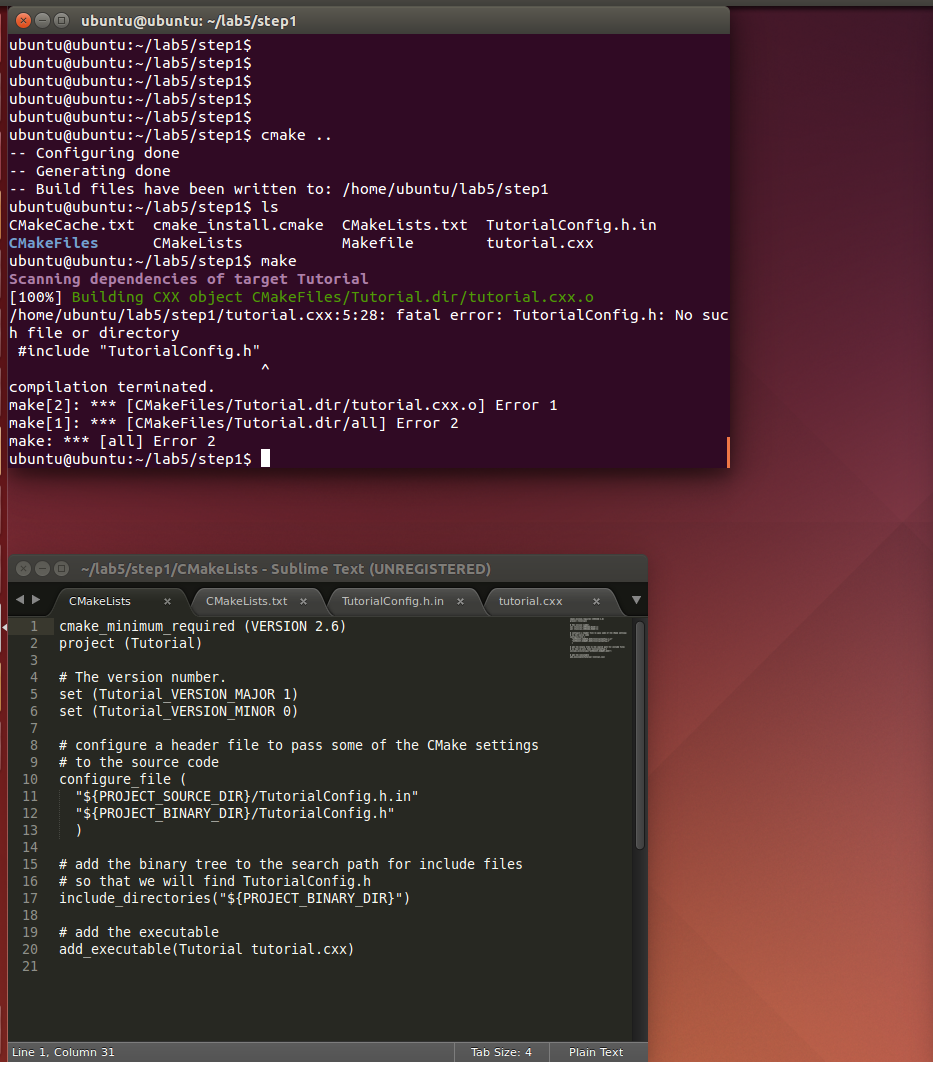 ubuntu@ubuntu: ~/lab5/step1
ubuntu@ubuntu:~/lab5/step1$
ubuntu@ubuntu:~/lab5/step1$
ubuntu@ubuntu:~/lab5/step1$
ubuntu@ubuntu:~/lab5/step1$
ubuntu@ubuntu:~/lab5/step1$
ubuntu@ubuntu:~/lab5/step1$ cmake ..
-- Configuring done
-- Generating done
-- Build files have been written to: /home/ubuntu/lab5/step1
ubuntu@ubuntu:~/lab5/step1$ ls
CMakeCache.txt  cmake_install.cmake  CMakeLists.txt  TutorialConfig.h.in
CMakeFiles      CMakeLists           Makefile        tutorial.cxx
ubuntu@ubuntu:~/lab5/step1$ make
Scanning dependencies of target Tutorial
[100%] Building CXX object CMakeFiles/Tutorial.dir/tutorial.cxx.o
/home/ubuntu/lab5/step1/tutorial.cxx:5:28: fatal error: TutorialConfig.h: No suc
h file or directory
 #include "TutorialConfig.h"
                            ^
compilation terminated.
make[2]: *** [CMakeFiles/Tutorial.dir/tutorial.cxx.o] Error 1
make[1]: *** [CMakeFiles/Tutorial.dir/all] Error 2
make: *** [all] Error 2
ubuntu@ubuntu:~/lab5/step1$
~/lab5/step1/CMakeLists - Sublime Text (UNREGISTERED)
CMakeLists × CMakeLists.txt × TutorialConfig.h.in × tutorial.cxx ×
1 cmake_minimum_required (VERSION 2.6)
2 project (Tutorial)
3
4 # The version number.
5 set (Tutorial_VERSION_MAJOR 1)
6 set (Tutorial_VERSION_MINOR 0)
7
8 # configure a header file to pass some of the CMake settings
9 # to the source code
10 configure_file (
11   "${PROJECT_SOURCE_DIR}/TutorialConfig.h.in"
12   "${PROJECT_BINARY_DIR}/TutorialConfig.h"
13   )
14
15 # add the binary tree to the search path for include files
16 # so that we will find TutorialConfig.h
17 include_directories("${PROJECT_BINARY_DIR}")
18
19 # add the executable
20 add_executable(Tutorial tutorial.cxx)
21
Line 1, Column 31 Tab Size: 4 Plain Text